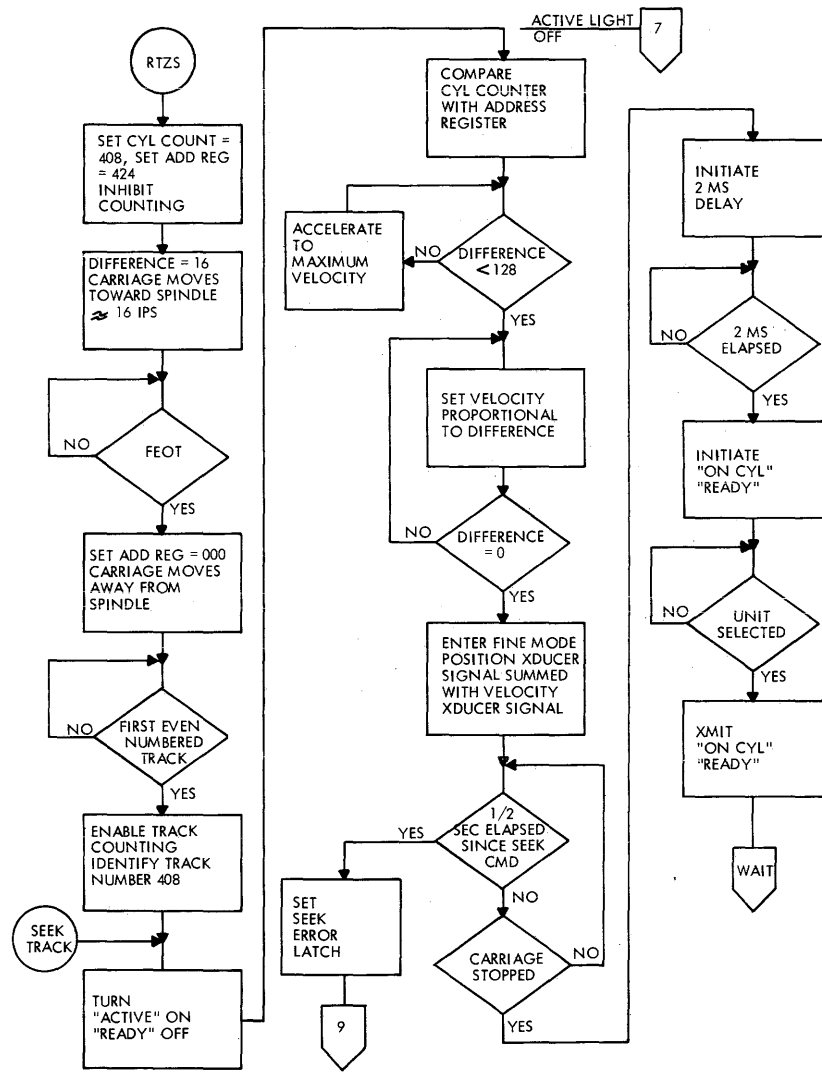 RTZS
SET CYL COUNT =
408, SET ADD REG
= 424
INHIBIT
COUNTING
DIFFERENCE = 16
CARRIAGE MOVES
TOWARD SPINDLE
≈ 16 IPS
NO
FEOT
YES
SET ADD REG = 000
CARRIAGE MOVES
AWAY FROM
SPINDLE
NO
FIRST EVEN
NUMBERED
TRACK
YES
ENABLE TRACK
COUNTING
IDENTIFY TRACK
NUMBER 408
SEEK
TRACK
TURN
"ACTIVE" ON
"READY" OFF
ACTIVE LIGHT
OFF
7
COMPARE
CYL COUNTER
WITH ADDRESS
REGISTER
ACCELERATE
TO
MAXIMUM
VELOCITY
NO
DIFFERENCE
< 128
YES
SET VELOCITY
PROPORTIONAL
TO DIFFERENCE
NO
DIFFERENCE
= 0
YES
ENTER FINE MODE
POSITION XDUCER
SIGNAL SUMMED
WITH VELOCITY
XDUCER SIGNAL
YES
1/2
SEC ELAPSED
SINCE SEEK
CMD
NO
SET
SEEK
ERROR
LATCH
9
CARRIAGE
STOPPED
NO
YES
INITIATE
2 MS
DELAY
NO
2 MS
ELAPSED
YES
INITIATE
"ON CYL"
"READY"
NO
UNIT
SELECTED
YES
XMIT
"ON CYL"
"READY"
WAIT